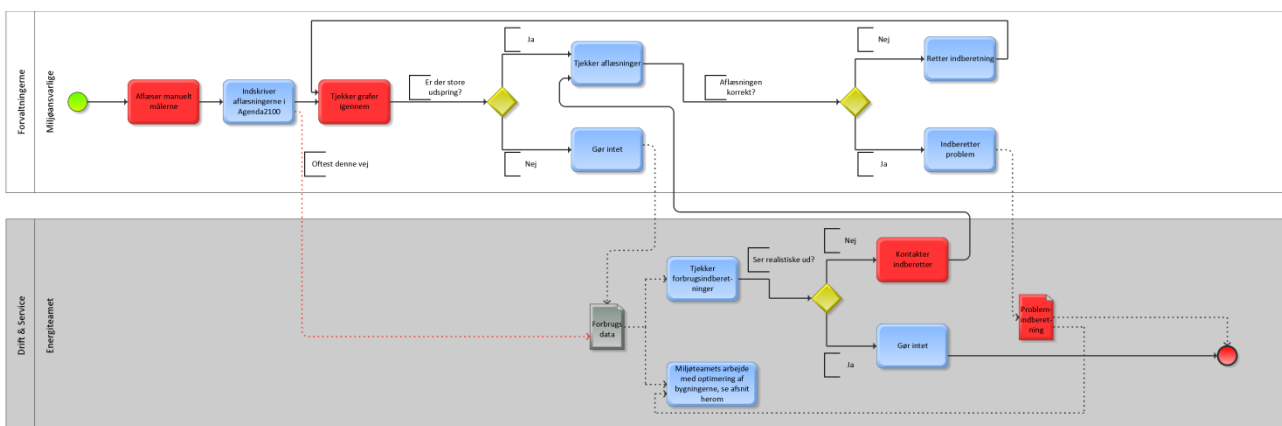 Forvaltningerne
Miljøansvarlige
Aflæser manuelt
målerne
Indskriver
aflæsningerne i
Agenda2100
Tjekker grafer
igennem
Er der store
udspring?
Ja
Nej
Tjekker aflæsninger
Gør intet
Aflæsningen
korrekt?
Nej
Ja
Retter indberetning
Indberetter
problem
Oftest denne vej
Drift & Service
Energiteamet
Forbrugs
data
Tjekker
forbrugsindberet-
ninger
Miljøteamets arbejde
med optimering af
bygningerne, se afsnit
herom
Ser realistiske ud?
Nej
Ja
Kontakter
indberetter
Gør intet
Problem-
indberet-
ning